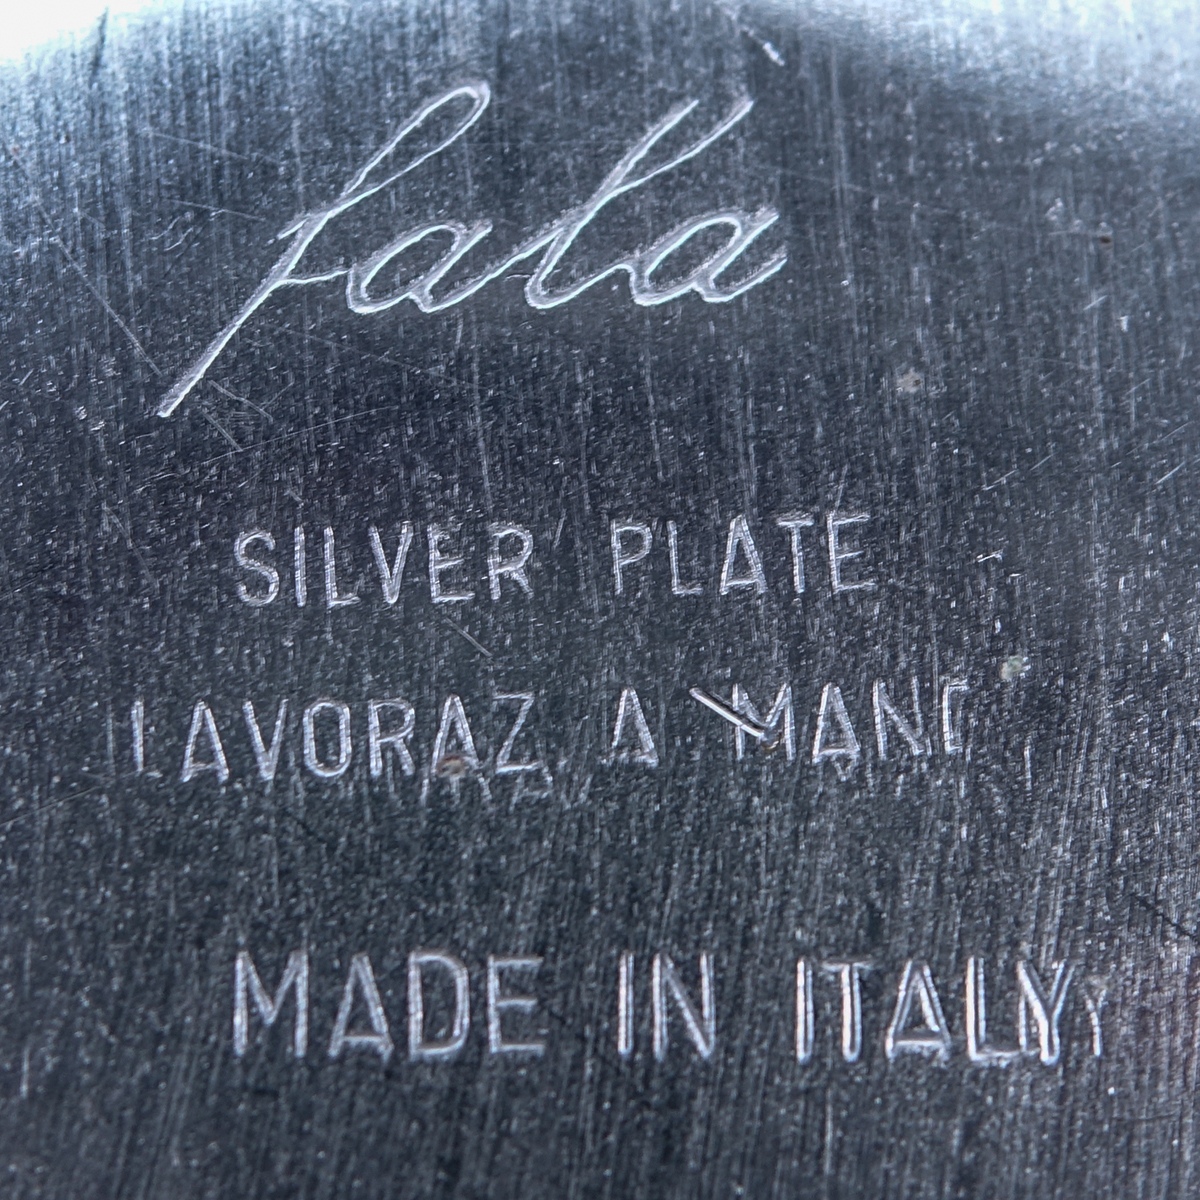 fala
SILVER PLATE
LAVORAZ. A MANO
MADE IN ITALY